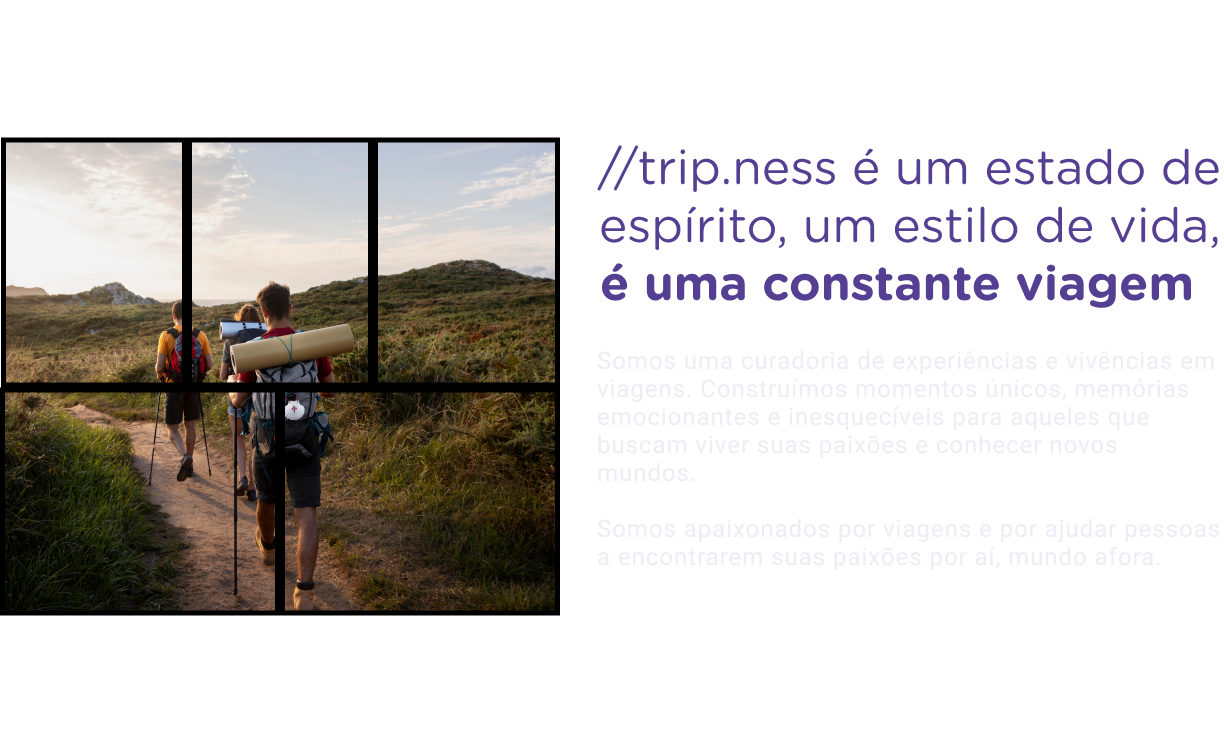 //trip.ness é um estado de
espírito, um estilo de vida,
é uma constante viagem
Somos uma curadoria de experiências e vivências em
viagens. Construímos momentos únicos, memórias
emocionantes e inesquecíveis para aqueles que
buscam viver suas paixões e conhecer novos
mundos.
Somos apaixonados por viagens e por ajudar pessoas
a encontrarem suas paixões por aí, mundo afora.